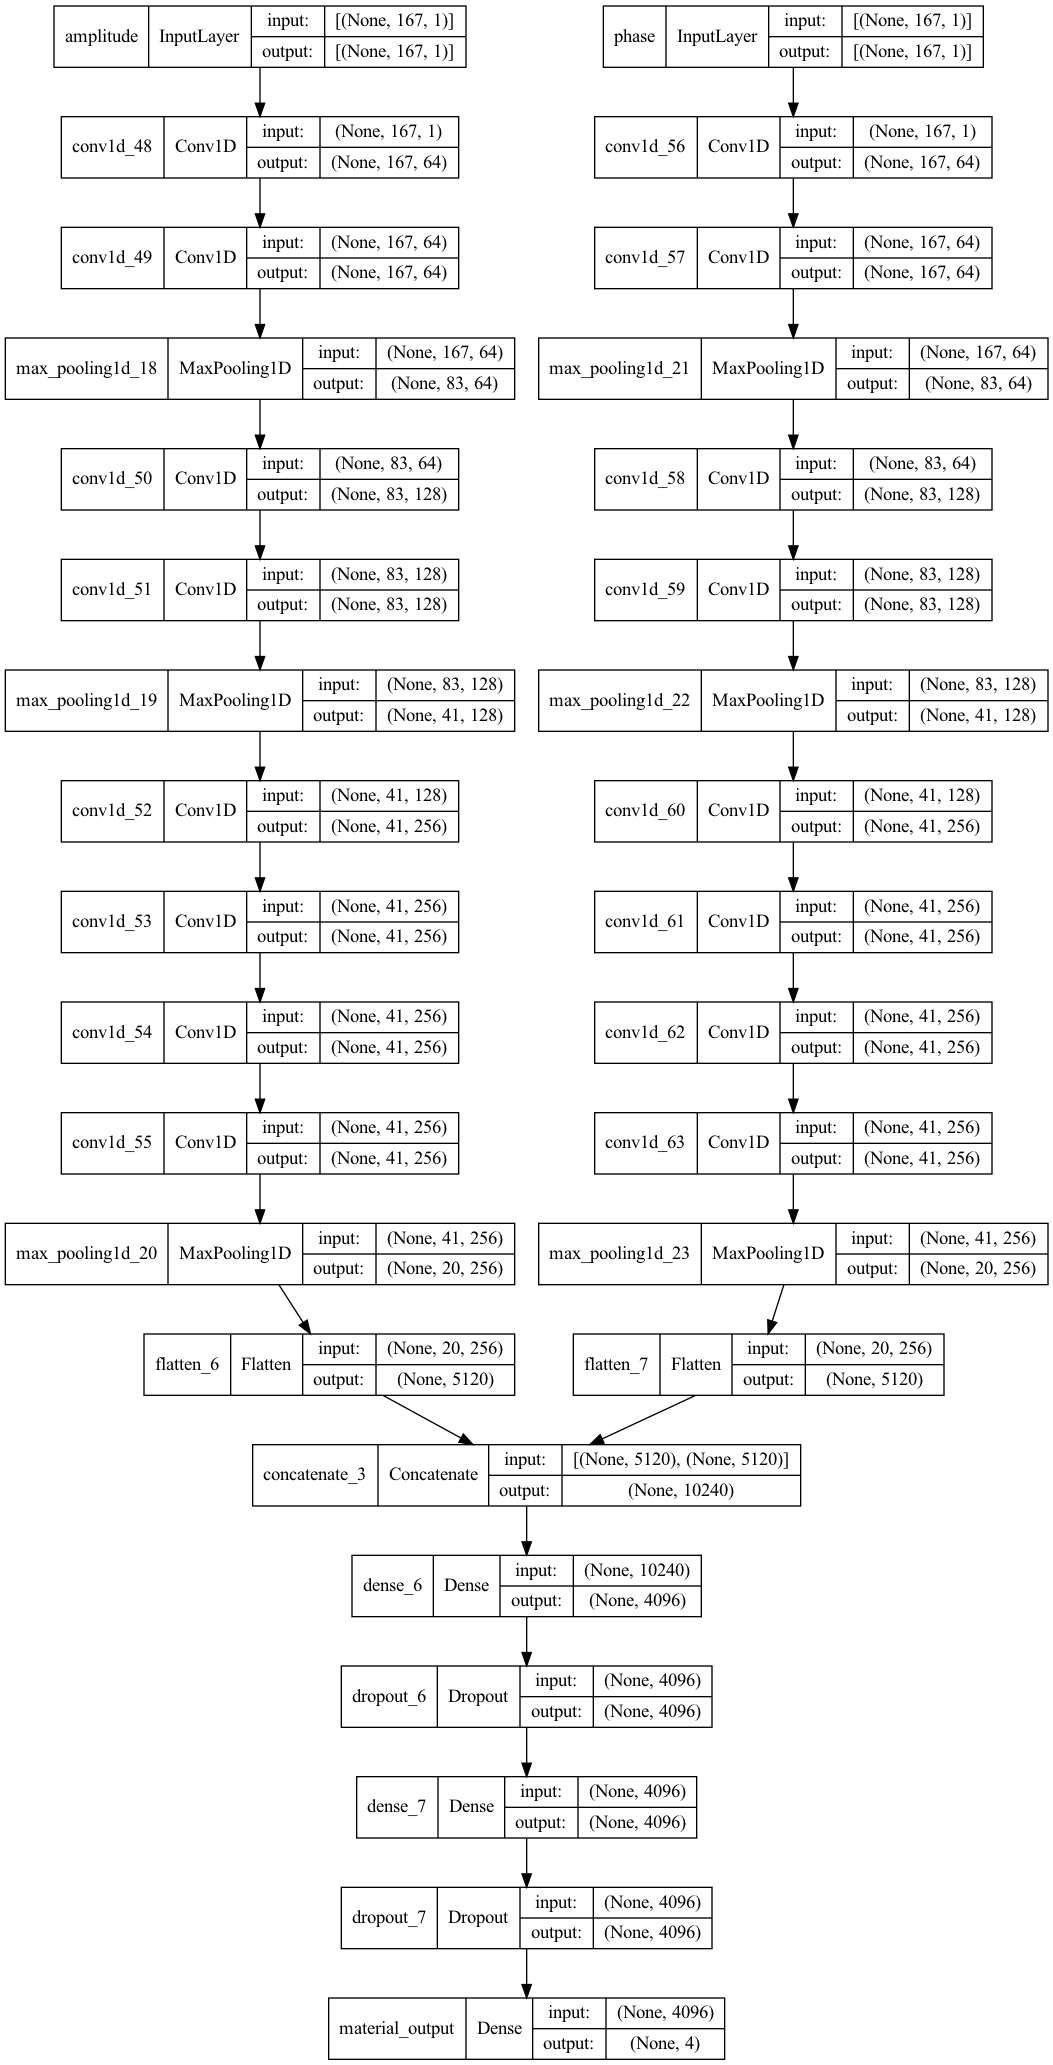 amplitude InputLayer input: [(None, 167, 1)] output: [(None, 167, 1)]
phase InputLayer input: [(None, 167, 1)] output: [(None, 167, 1)]
conv1d_48 Conv1D input: (None, 167, 1) output: (None, 167, 64)
conv1d_56 Conv1D input: (None, 167, 1) output: (None, 167, 64)
conv1d_49 Conv1D input: (None, 167, 64) output: (None, 167, 64)
conv1d_57 Conv1D input: (None, 167, 64) output: (None, 167, 64)
max_pooling1d_18 MaxPooling1D input: (None, 167, 64) output: (None, 83, 64)
max_pooling1d_21 MaxPooling1D input: (None, 167, 64) output: (None, 83, 64)
conv1d_50 Conv1D input: (None, 83, 64) output: (None, 83, 128)
conv1d_58 Conv1D input: (None, 83, 64) output: (None, 83, 128)
conv1d_51 Conv1D input: (None, 83, 128) output: (None, 83, 128)
conv1d_59 Conv1D input: (None, 83, 128) output: (None, 83, 128)
max_pooling1d_19 MaxPooling1D input: (None, 83, 128) output: (None, 41, 128)
max_pooling1d_22 MaxPooling1D input: (None, 83, 128) output: (None, 41, 128)
conv1d_52 Conv1D input: (None, 41, 128) output: (None, 41, 256)
conv1d_60 Conv1D input: (None, 41, 128) output: (None, 41, 256)
conv1d_53 Conv1D input: (None, 41, 256) output: (None, 41, 256)
conv1d_61 Conv1D input: (None, 41, 256) output: (None, 41, 256)
conv1d_54 Conv1D input: (None, 41, 256) output: (None, 41, 256)
conv1d_62 Conv1D input: (None, 41, 256) output: (None, 41, 256)
conv1d_55 Conv1D input: (None, 41, 256) output: (None, 41, 256)
conv1d_63 Conv1D input: (None, 41, 256) output: (None, 41, 256)
max_pooling1d_20 MaxPooling1D input: (None, 41, 256) output: (None, 20, 256)
max_pooling1d_23 MaxPooling1D input: (None, 41, 256) output: (None, 20, 256)
flatten_6 Flatten input: (None, 20, 256) output: (None, 5120)
flatten_7 Flatten input: (None, 20, 256) output: (None, 5120)
concatenate_3 Concatenate input: [(None, 5120), (None, 5120)] output: (None, 10240)
dense_6 Dense input: (None, 10240) output: (None, 4096)
dropout_6 Dropout input: (None, 4096) output: (None, 4096)
dense_7 Dense input: (None, 4096) output: (None, 4096)
dropout_7 Dropout input: (None, 4096) output: (None, 4096)
material_output Dense input: (None, 4096) output: (None, 4)